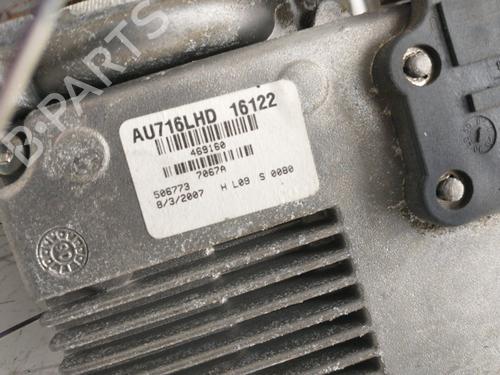 B-PARTS
AU716LHD 16122
469160
7067A
506773 H L09 S 0080
8/3/2007